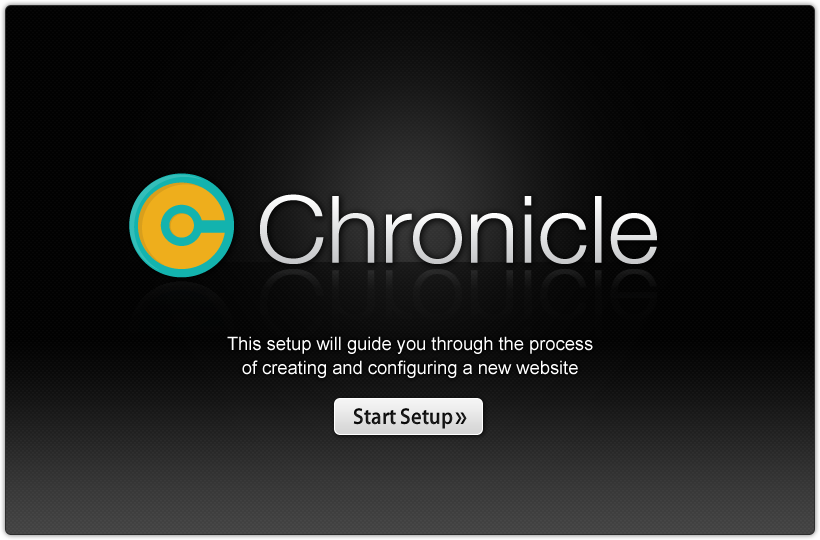 Chronicle
This setup will guide you through the process
of creating and configuring a new website
Start Setup»